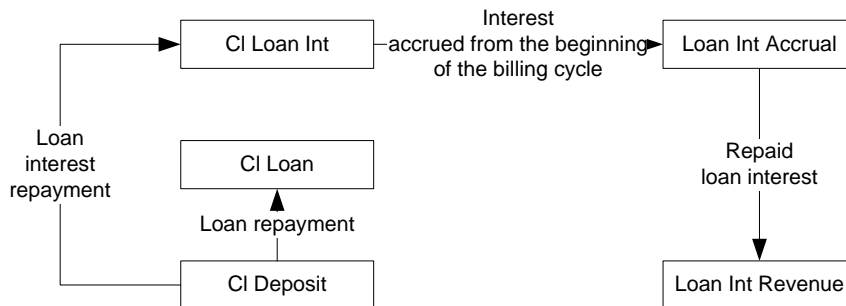 Cl Loan Int
Interest
accrued from the beginning
of the billing cycle
Loan Int Accrual
Loan
interest
repayment
Cl Loan
Repaid
loan interest
Loan repayment
Cl Deposit
Loan Int Revenue